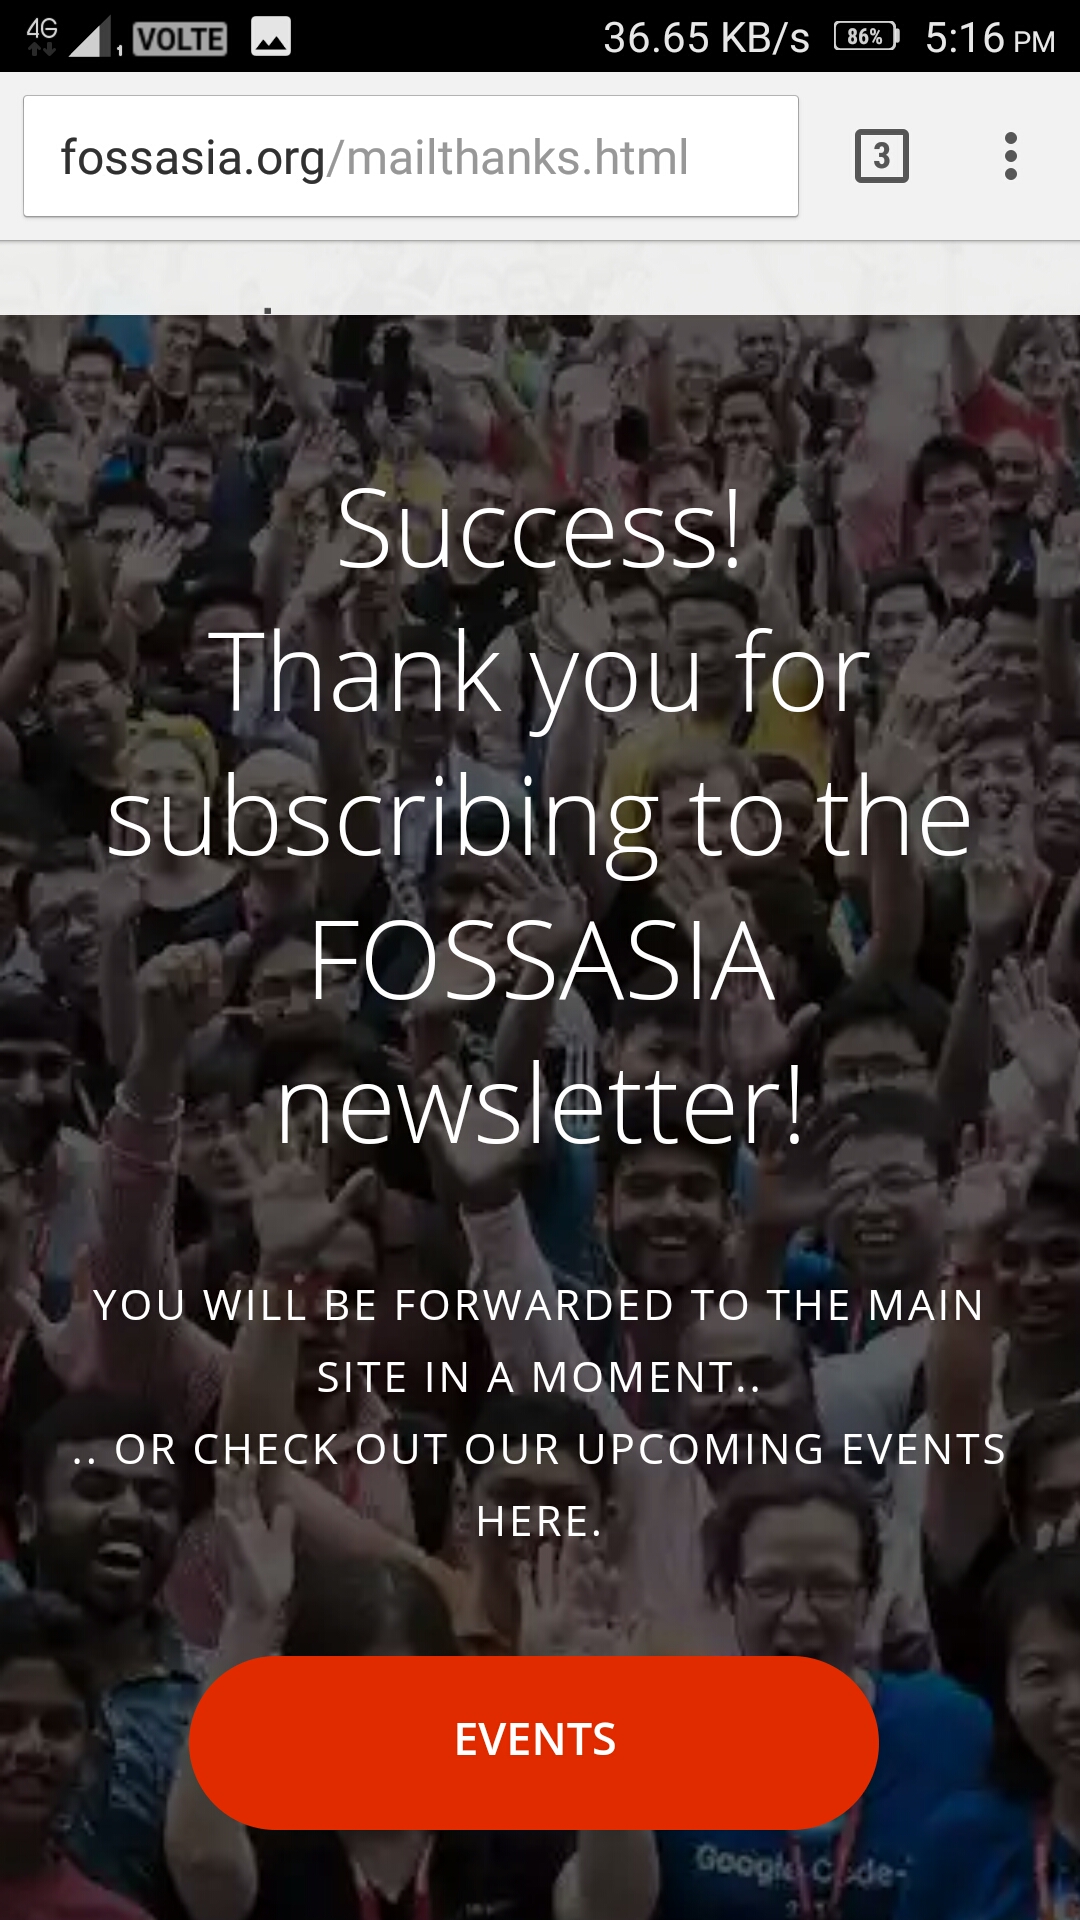 4G 1 VOLTE 36.65 KB/s 86% 5:16 PM
fossasia.org/mailthanks.html 3
Success!
Thank you for
subscribing to the
FOSSASIA
newsletter!
YOU WILL BE FORWARDED TO THE MAIN
SITE IN A MOMENT..
.. OR CHECK OUT OUR UPCOMING EVENTS
HERE.
EVENTS
Google Code-